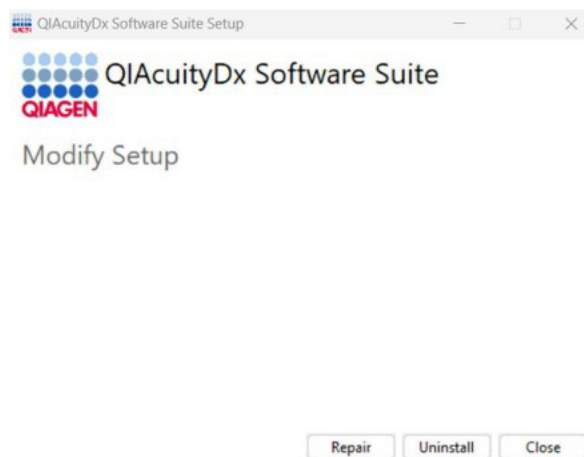 QIAcuityDx Software Suite Setup
QIAGEN
QIAcuityDx Software Suite
Modify Setup
Repair Uninstall Close